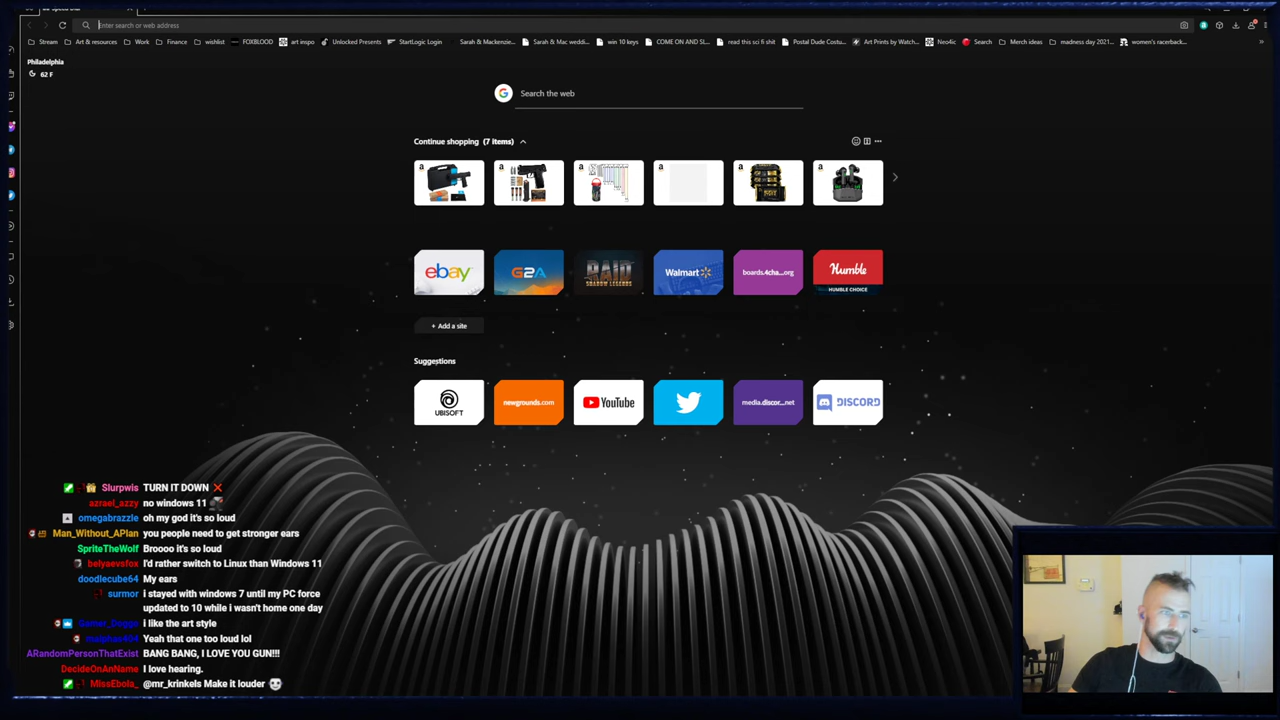 Enter search or web address
Stream Art & resources Work Finance wishlist FOXBLOOD art inspo Unlocked Presents StartLogic Login Sarah & Mackenzie... Sarah & Mac weddi... win 10 keys COME ON AND SL... read this sci fi shit Postal Dude Costu... Art Prints by Watch... Neo4ic Search Merch ideas madness day 2021... women's racerback...
Philadelphia
62 F
Search the web
Continue shopping (7 items)
ebay G2A RAID SHADOW LEGENDS Walmart boards.4cha...org Humble
HUMBLE CHOICE
+ Add a site
Suggestions
UBISOFT newgrounds.com YouTube media.discor...net DISCORD
Slurpwis TURN IT DOWN
azrael_azzy no windows 11
omegabrazzle oh my god it's so loud
Man_Without_APlan you people need to get stronger ears
SpriteTheWolf Broooo it's so loud
belyaevsfox I'd rather switch to Linux than Windows 11
doodlecube64 My ears
surmor i stayed with windows 7 until my PC force
updated to 10 while i wasn't home one day
Gamer_Dogge i like the art style
Yeah that one too loud lol
ARandomPersonThatExist BANG BANG, I LOVE YOU GUN!!!
DecideOnAnName I love hearing.
MissEbola_ @mr_krinkels Make it louder